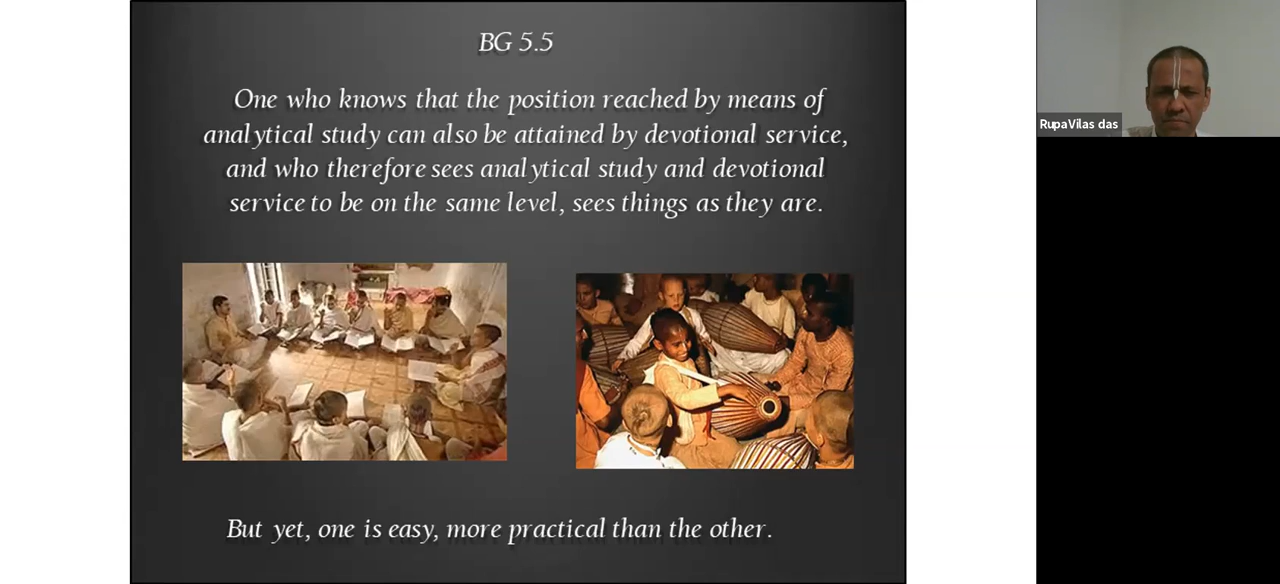 BG 5.5
One who knows that the position reached by means of
analytical study can also be attained by devotional service,
and who therefore sees analytical study and devotional
service to be on the same level, sees things as they are.
But yet, one is easy, more practical than the other.
RupaVilas das